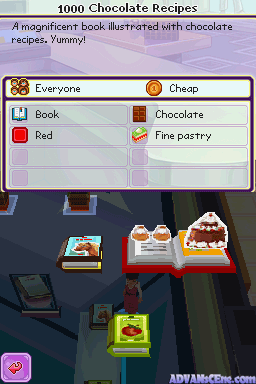 1000 Chocolate Recipes
A magnificent book illustrated with chocolate
recipes. Yummy!
Everyone
Cheap
Book
Chocolate
Red
Fine pastry
ADVANsCEne.com